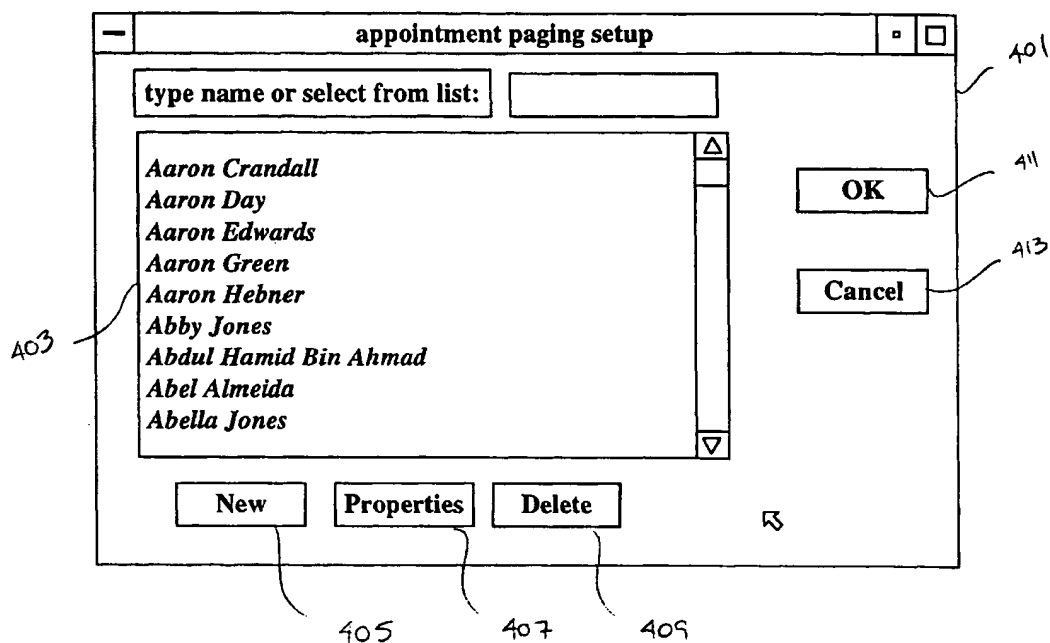 appointment paging setup
401
type name or select from list:
Aaron Crandall
Aaron Day
Aaron Edwards
Aaron Green
Aaron Hebner
Abby Jones
Abdul Hamid Bin Ahmad
Abel Almeida
Abella Jones
403
OK
411
Cancel
413
New
Properties
Delete
405
407
409